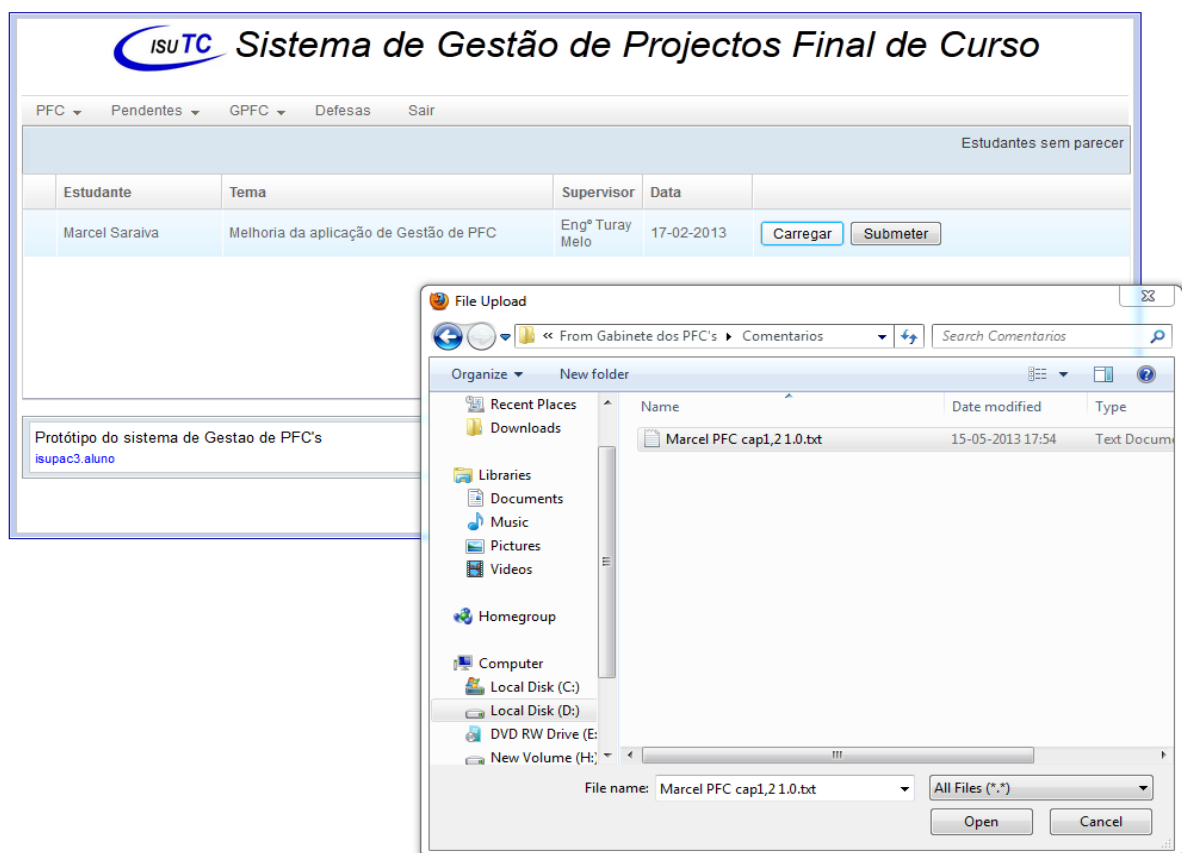 ISUTC Sistema de Gestão de Projectos Final de Curso
PFC Pendentes GPFC Defesas Sair
Estudantes sem parecer
Estudante Tema Supervisor Data
Marcel Saraiva Melhoria da aplicação de Gestão de PFC Engº Turay Melo 17-02-2013 Carregar Submeter
Protótipo do sistema de Gestao de PFC's
isupac3.aluno
File Upload
« From Gabinete dos PFC's Comentarios Search Comentarios
Organize New folder
Recent Places
Downloads
Libraries
Documents
Music
Pictures
Videos
Homegroup
Computer
Local Disk (C:)
Local Disk (D:)
DVD RW Drive (E:
New Volume (H:)
Name Date modified Type
Marcel PFC cap1,2 1.0.txt 15-05-2013 17:54 Text Docum
File name: Marcel PFC cap1,2 1.0.txt All Files (*.*)
Open Cancel